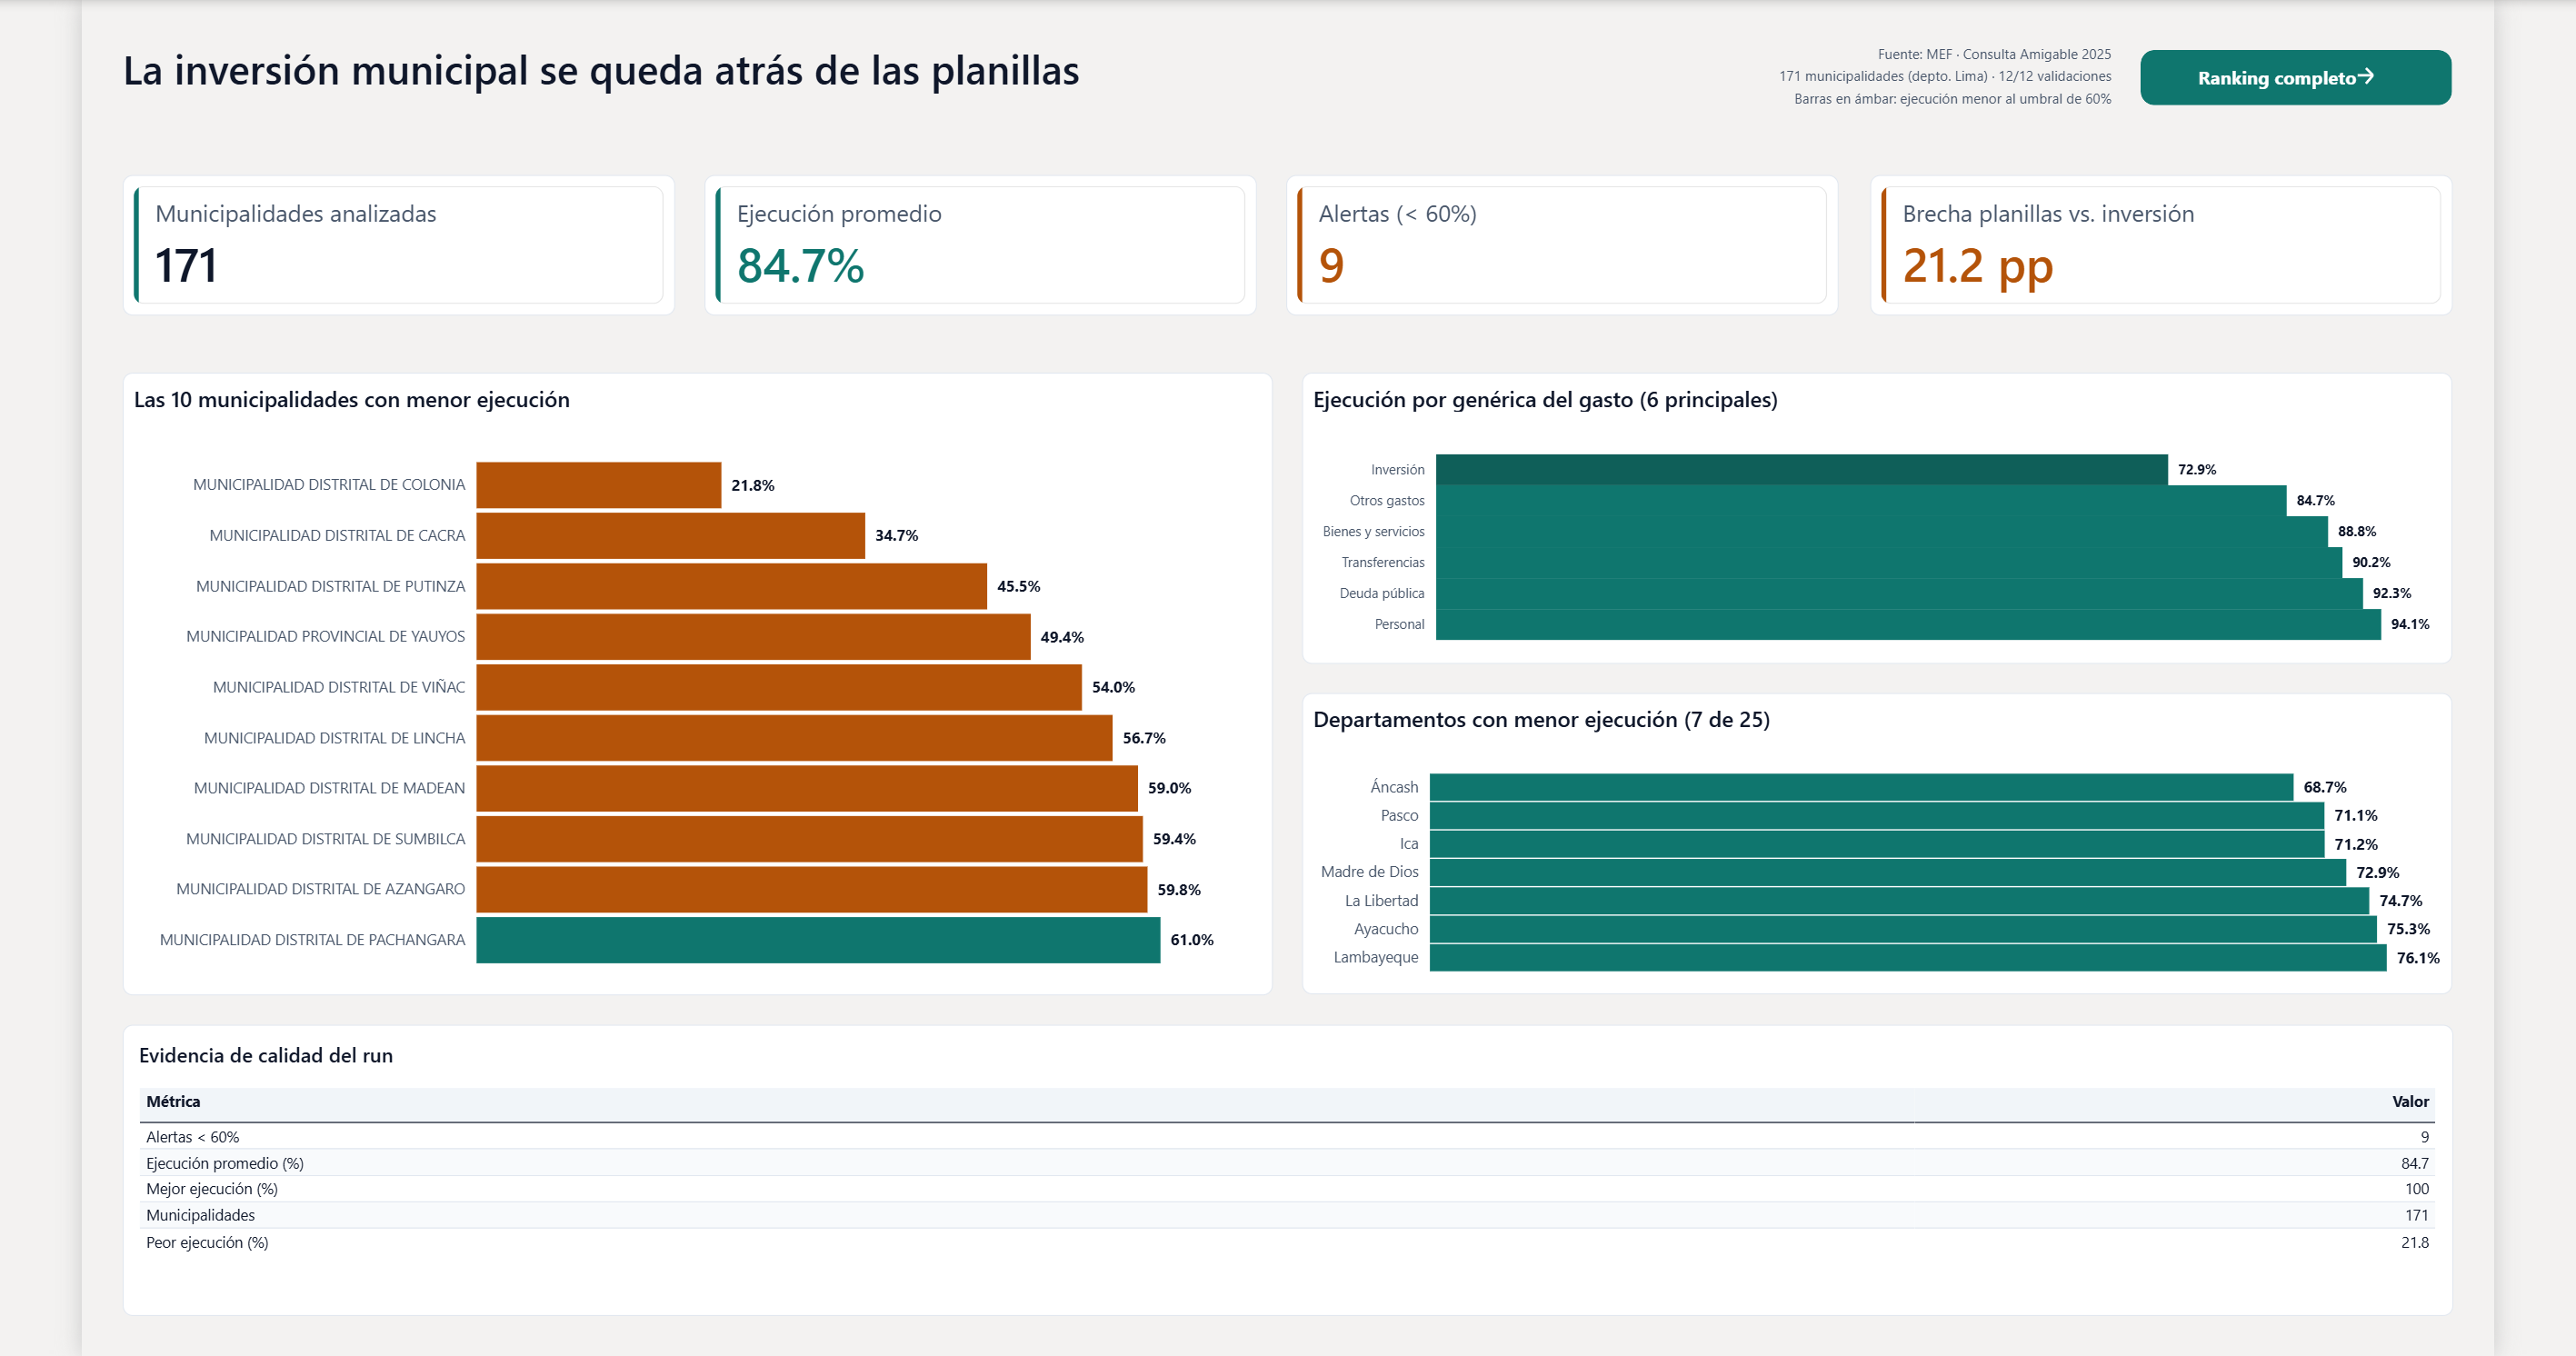 La inversión municipal se queda atrás de las planillas
Fuente: MEF · Consulta Amigable 2025
171 municipalidades (depto. Lima) · 12/12 validaciones
Barras en ámbar: ejecución menor al umbral de 60%
Ranking completo→
Municipalidades analizadas
171
Ejecución promedio
84.7%
Alertas (< 60%)
9
Brecha planillas vs. inversión
21.2 pp
Las 10 municipalidades con menor ejecución
MUNICIPALIDAD DISTRITAL DE COLONIA 21.8%
MUNICIPALIDAD DISTRITAL DE CACRA 34.7%
MUNICIPALIDAD DISTRITAL DE PUTINZA 45.5%
MUNICIPALIDAD PROVINCIAL DE YAUYOS 49.4%
MUNICIPALIDAD DISTRITAL DE VIÑAC 54.0%
MUNICIPALIDAD DISTRITAL DE LINCHA 56.7%
MUNICIPALIDAD DISTRITAL DE MADEAN 59.0%
MUNICIPALIDAD DISTRITAL DE SUMBILCA 59.4%
MUNICIPALIDAD DISTRITAL DE AZANGARO 59.8%
MUNICIPALIDAD DISTRITAL DE PACHANGARA 61.0%
Ejecución por genérica del gasto (6 principales)
Inversión 72.9%
Otros gastos 84.7%
Bienes y servicios 88.8%
Transferencias 90.2%
Deuda pública 92.3%
Personal 94.1%
Departamentos con menor ejecución (7 de 25)
Áncash 68.7%
Pasco 71.1%
Ica 71.2%
Madre de Dios 72.9%
La Libertad 74.7%
Ayacucho 75.3%
Lambayeque 76.1%
Evidencia de calidad del run
Métrica Valor
Alertas < 60% 9
Ejecución promedio (%) 84.7
Mejor ejecución (%) 100
Municipalidades 171
Peor ejecución (%) 21.8